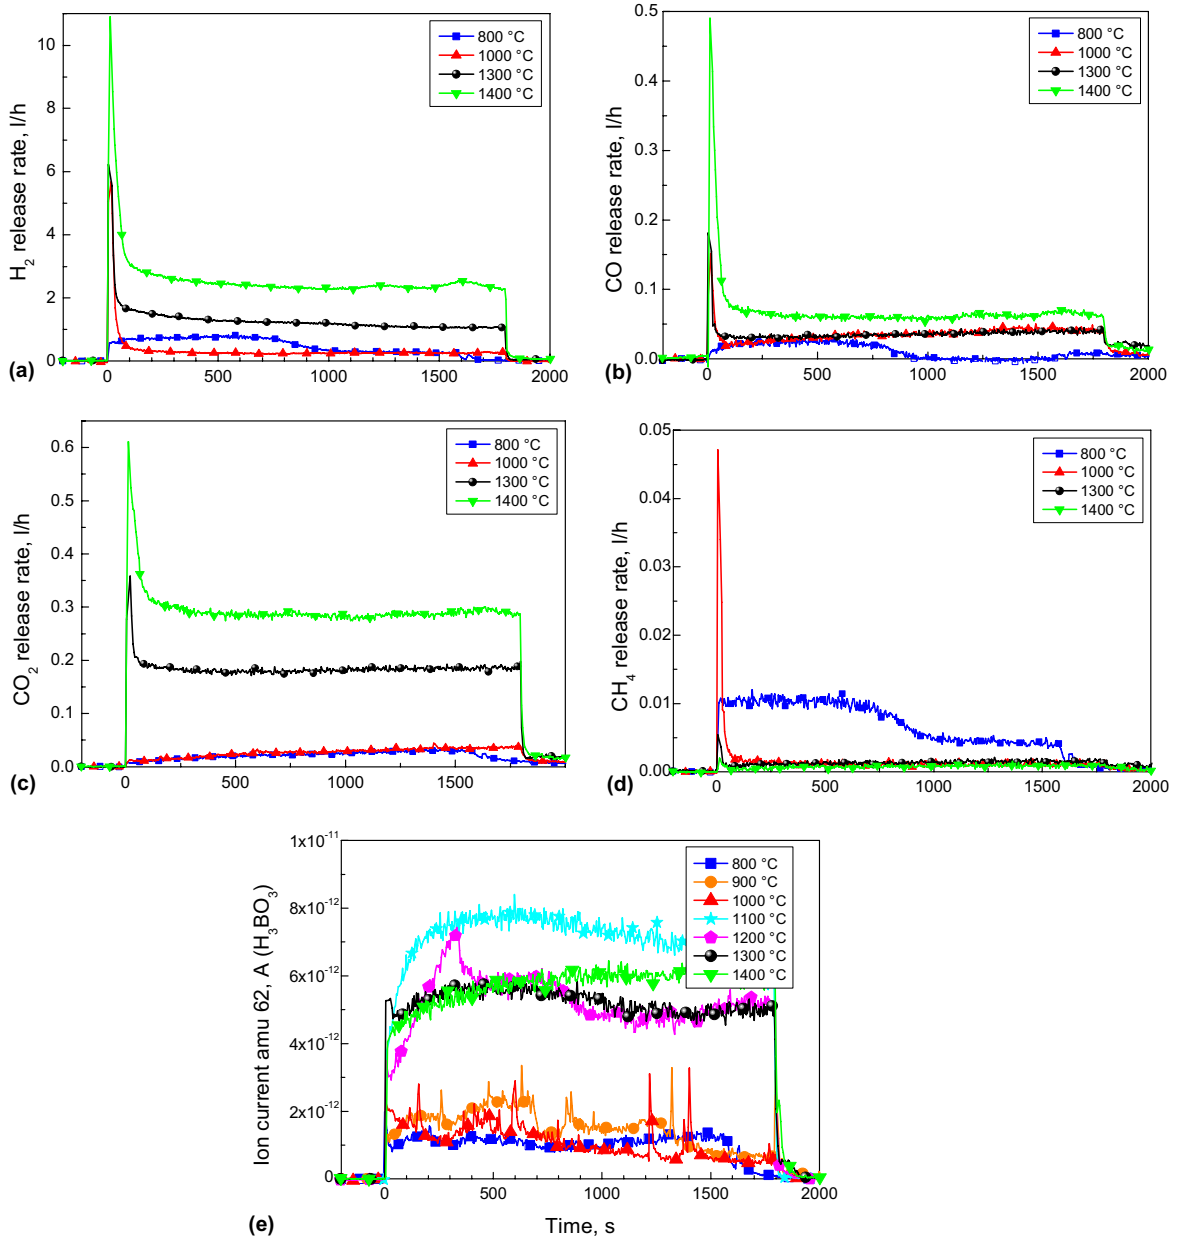 H2 release rate, l/h
10
8
6
4
2
0
0
500
1000
1500
2000
800 °C
1000 °C
1300 °C
1400 °C
(a)
CO release rate, l/h
0.5
0.4
0.3
0.2
0.1
0.0
0
500
1000
1500
2000
800 °C
1000 °C
1300 °C
1400 °C
(b)
CO2 release rate, l/h
0.6
0.5
0.4
0.3
0.2
0.1
0.0
0
500
1000
1500
800 °C
1000 °C
1300 °C
1400 °C
(c)
CH4 release rate, l/h
0.05
0.04
0.03
0.02
0.01
0.00
0
500
1000
1500
2000
800 °C
1000 °C
1300 °C
1400 °C
(d)
Ion current amu 62, A (H3BO3)
1x10-11
8x10-12
6x10-12
4x10-12
2x10-12
0
0
500
1000
1500
2000
800 °C
900 °C
1000 °C
1100 °C
1200 °C
1300 °C
1400 °C
(e)
Time, s